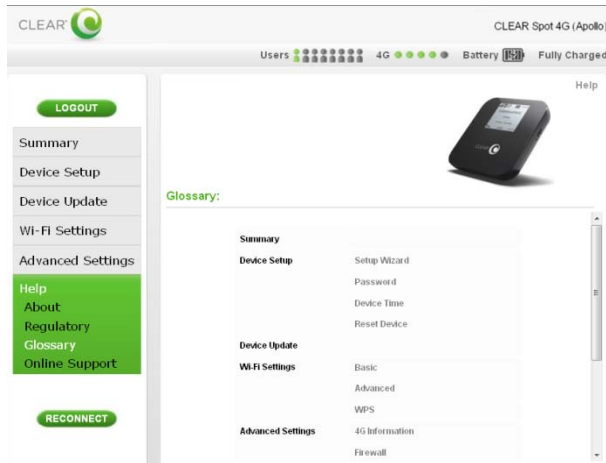 CLEAR
CLEAR Spot 4G (Apollo)
Users 4G Battery Fully Charged
Help
LOGOUT
Summary
Device Setup
Device Update
Wi-Fi Settings
Advanced Settings
Help
About
Regulatory
Glossary
Online Support
RECONNECT
Glossary:
Summary
Device Setup Setup Wizard
Password
Device Time
Reset Device
Device Update
Wi-Fi Settings Basic
Advanced
WPS
Advanced Settings 4G Information
Firewall